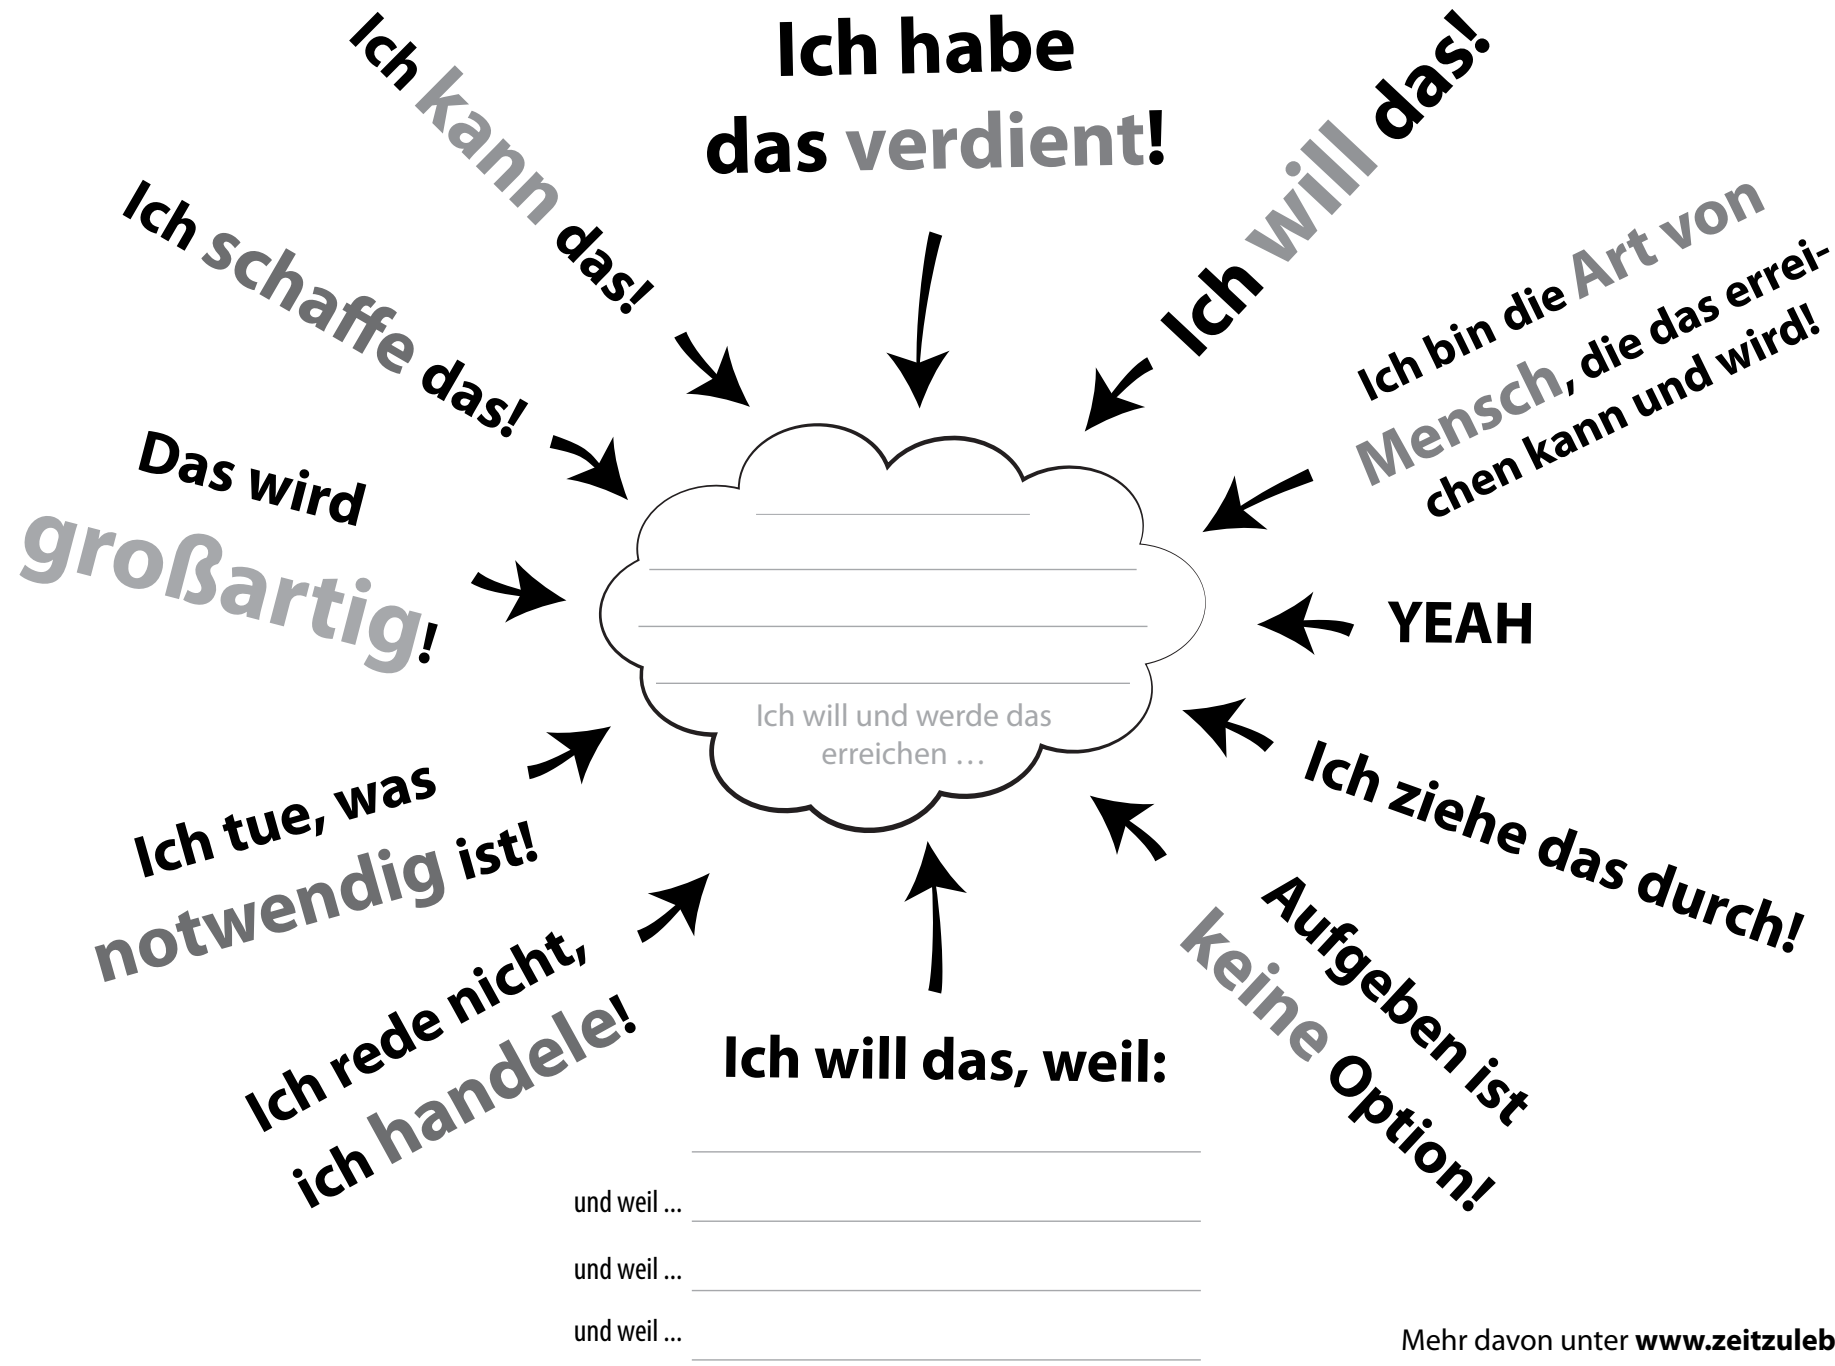 Ich habe
das verdient!
Ich kann das!
Ich will das!
Ich schaffe das!
Ich bin die Art von
Mensch, die das errei-
chen kann und wird!
Das wird
großartig!
YEAH
Ich will und werde das
erreichen …
Ich tue, was
notwendig ist!
Ich ziehe das durch!
Ich rede nicht,
ich handele!
Aufgeben ist
keine Option!
Ich will das, weil:
und weil ...
und weil ...
und weil ...
Mehr davon unter www.zeitzuleb